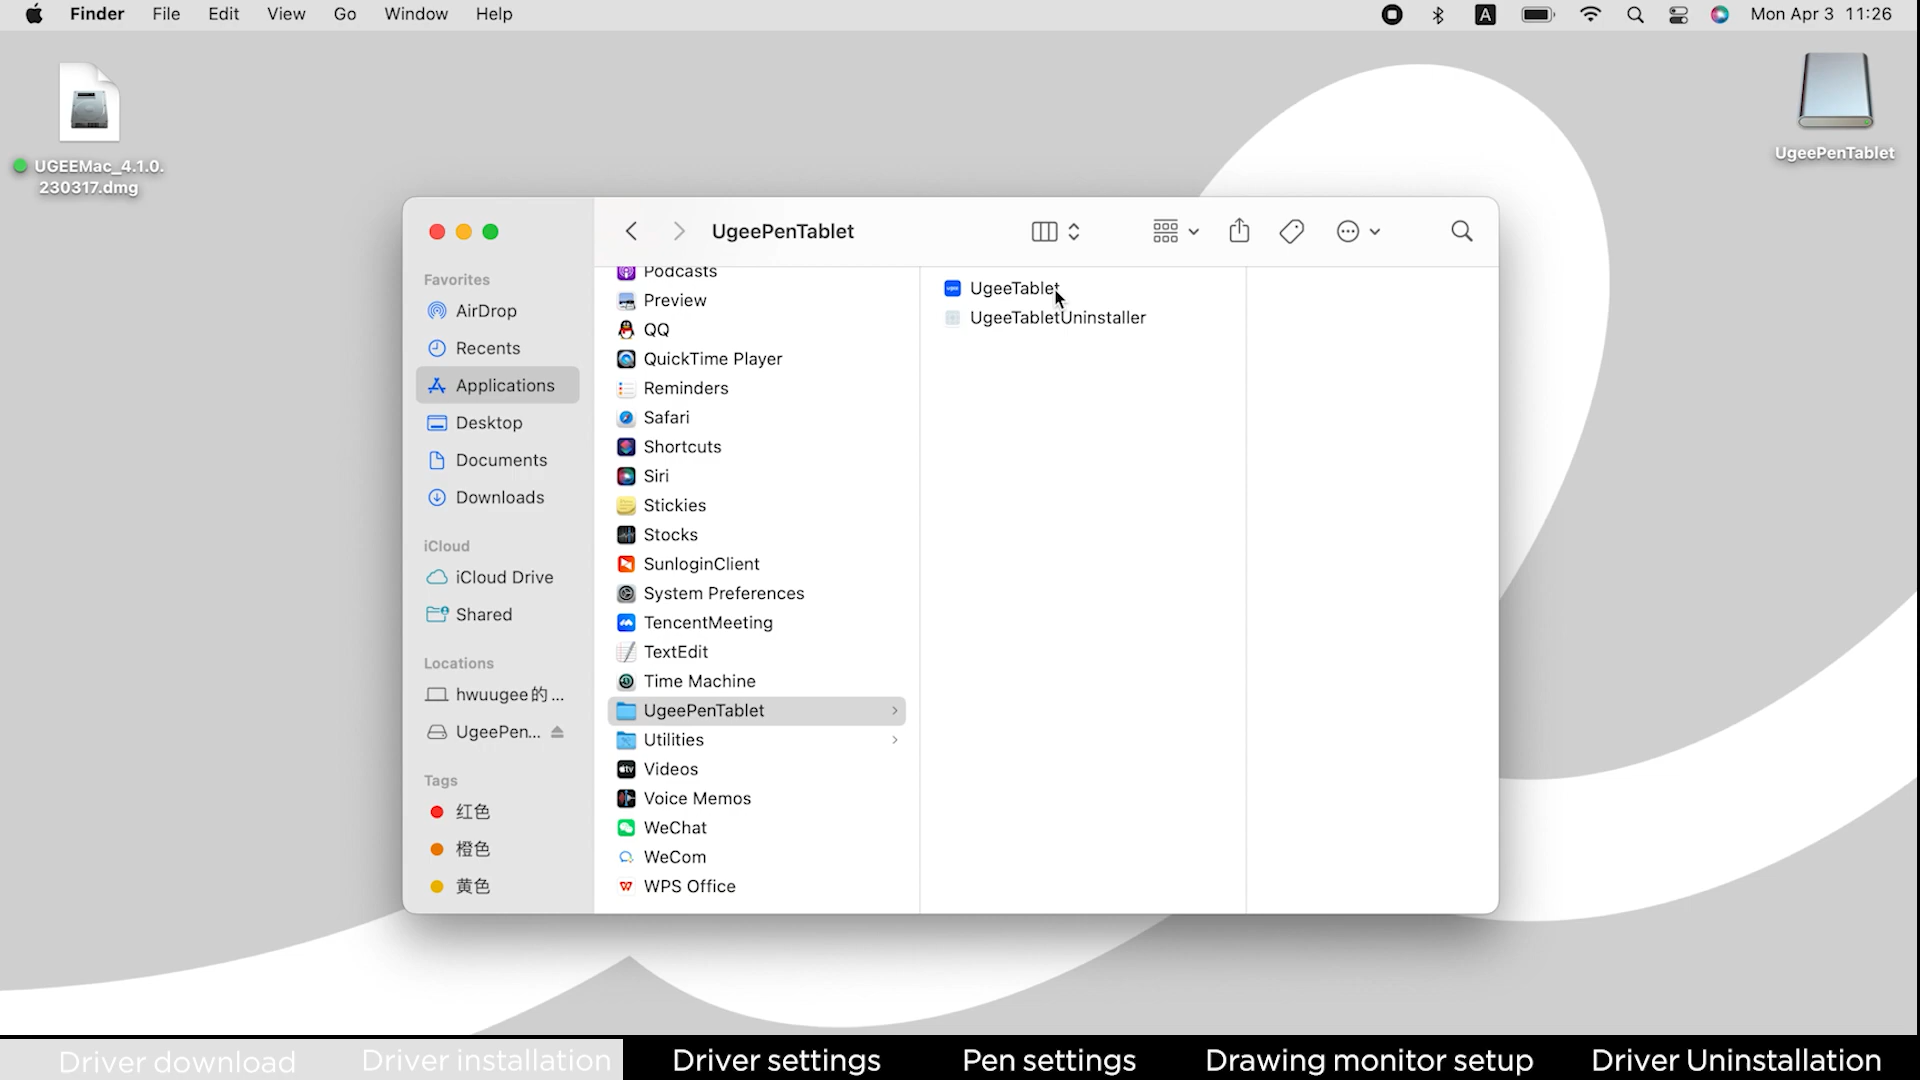 Finder File Edit View Go Window Help
A Mon Apr 3 11:26
UGEEMac_4.1.0.
230317.dmg
UgeePenTablet
UgeePenTablet
Favorites
AirDrop
Recents
Applications
Desktop
Documents
Downloads
iCloud
iCloud Drive
Shared
Locations
hwuugee的 ...
UgeePen...
Tags
红色
橙色
黄色
Podcasts
Preview
QQ
QuickTime Player
Reminders
Safari
Shortcuts
Siri
Stickies
Stocks
SunloginClient
System Preferences
TencentMeeting
TextEdit
Time Machine
UgeePenTablet
Utilities
Videos
Voice Memos
WeChat
WeCom
WPS Office
UgeeTablet
UgeeTabletUninstaller
Driver download Driver installation Driver settings Pen settings Drawing monitor setup Driver Uninstallation